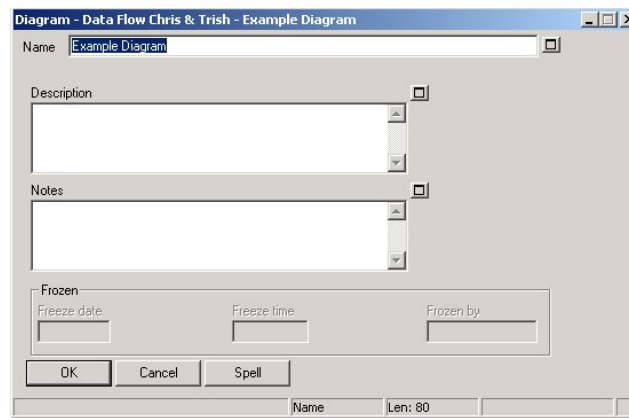 Diagram - Data Flow Chris & Trish - Example Diagram
Name Example Diagram
Description
Notes
Frozen
Freeze date Freeze time Frozen by
OK Cancel Spell
Name Len: 80